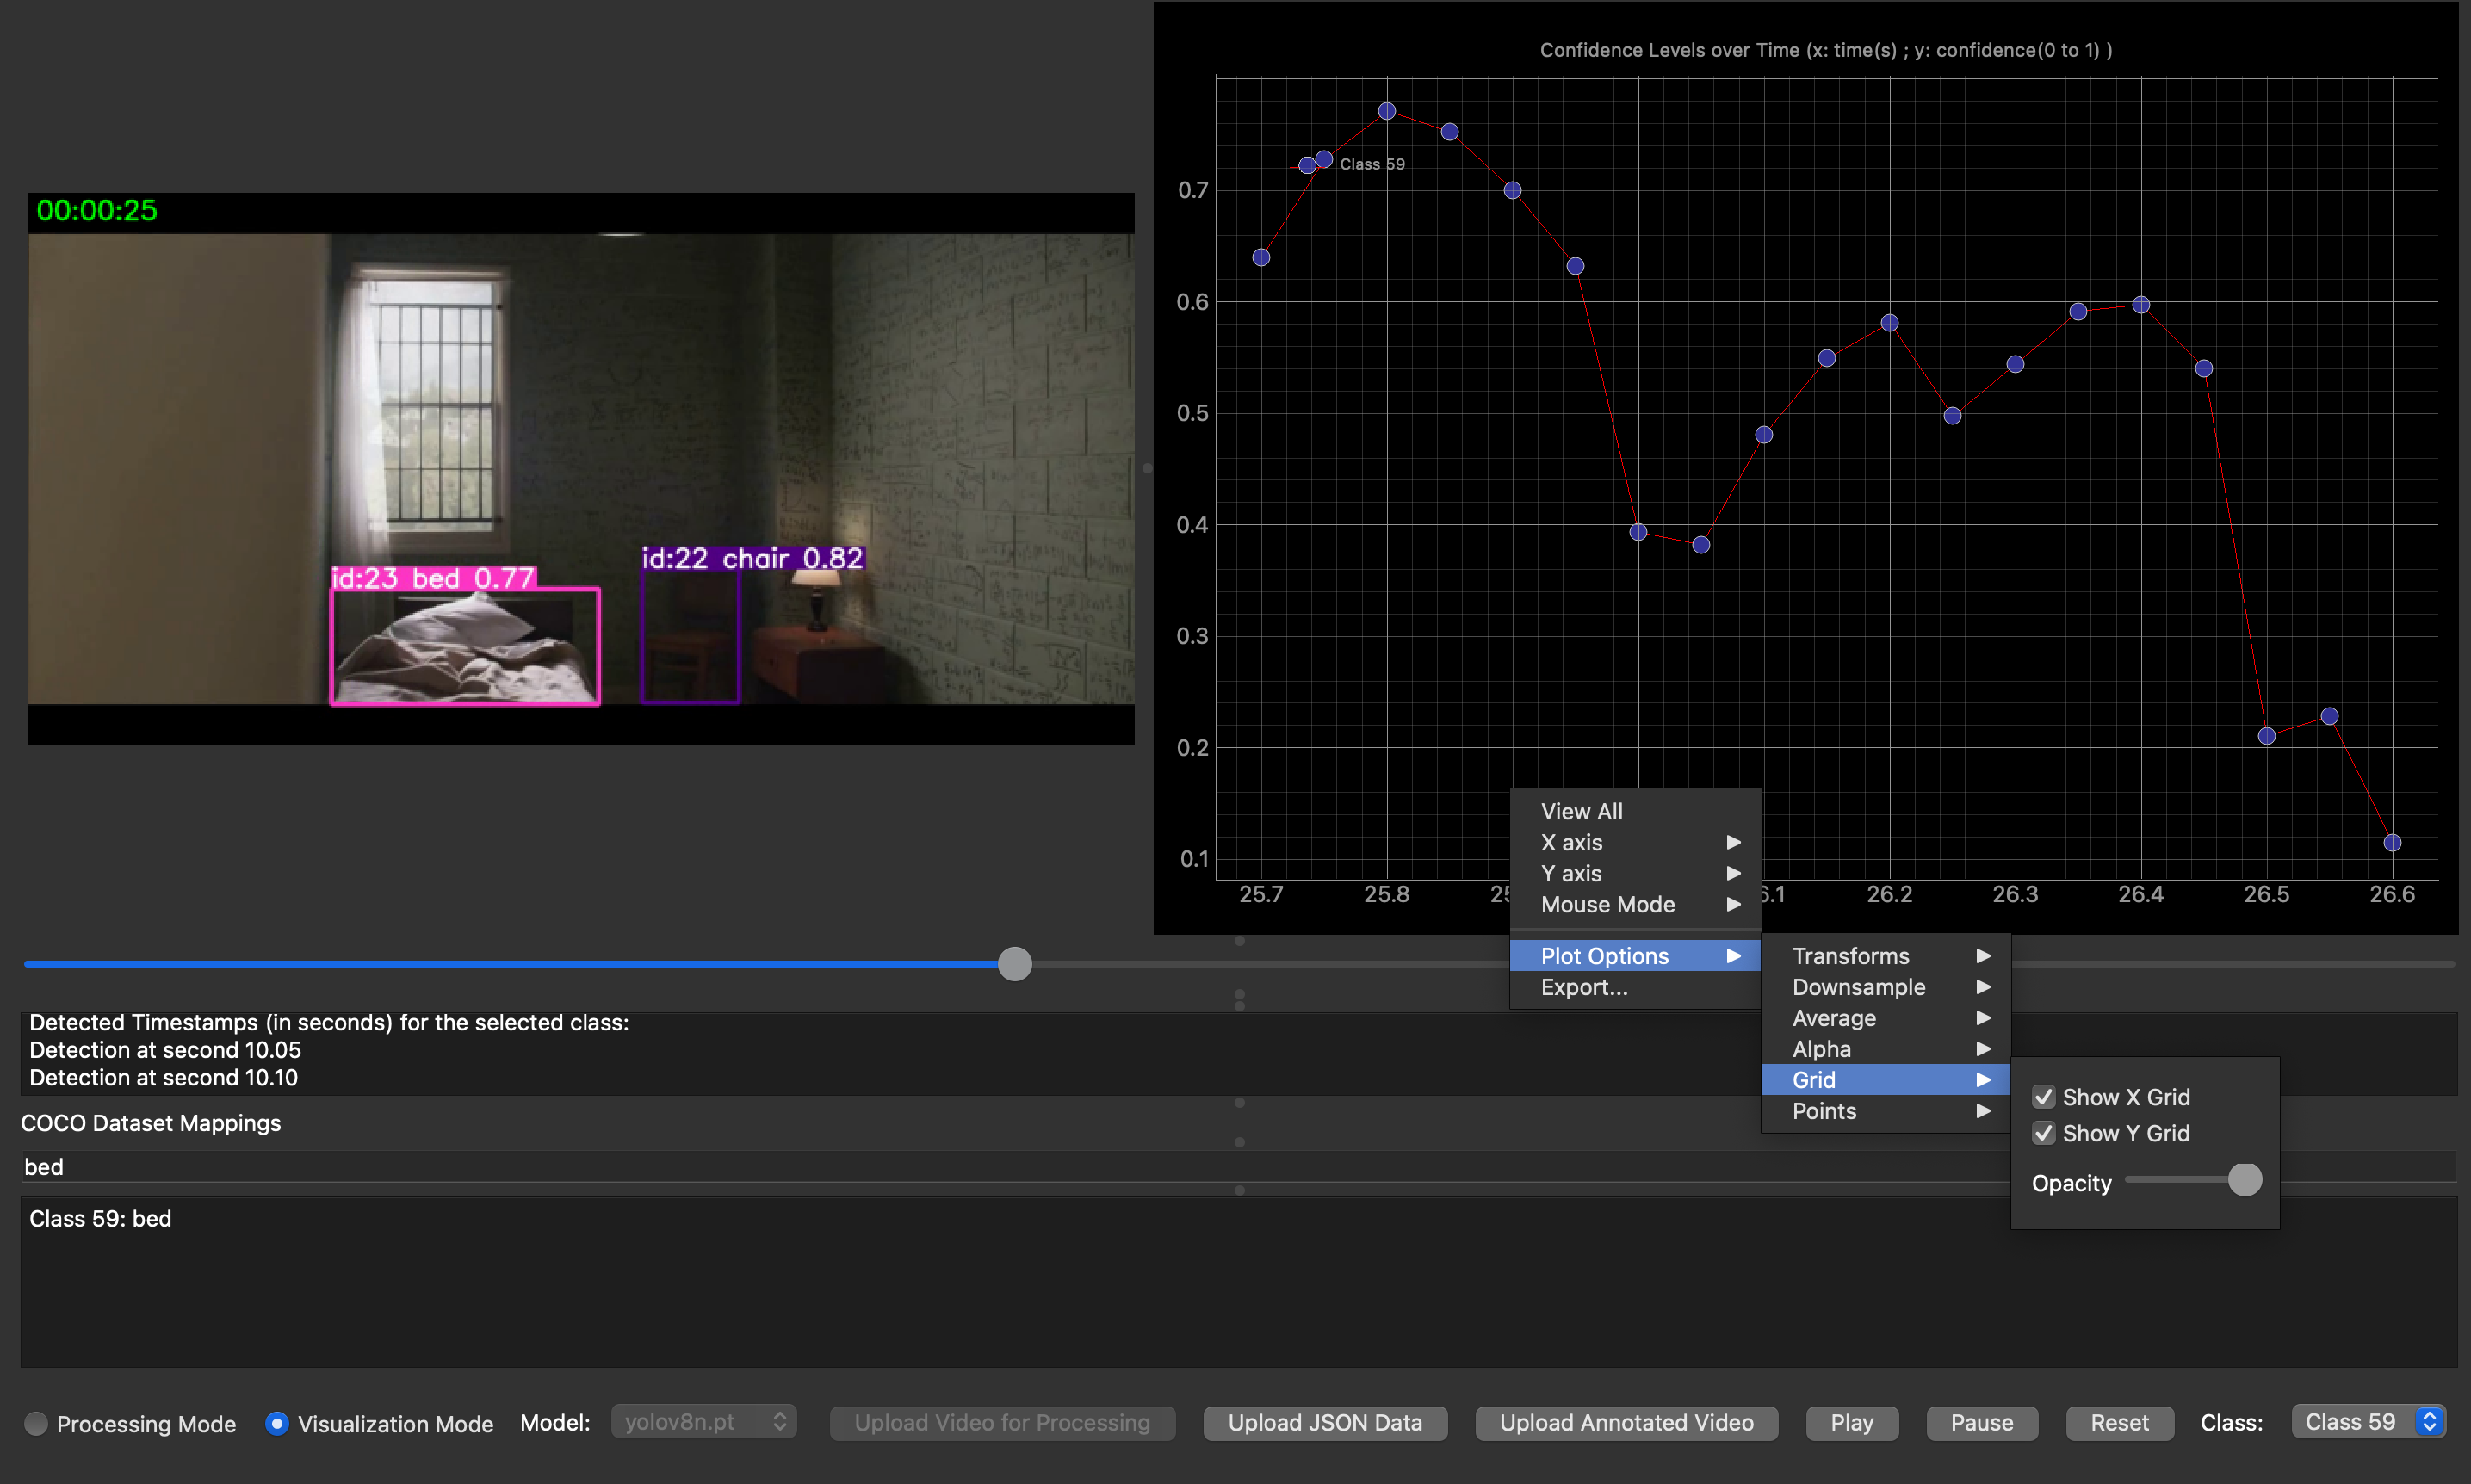 Confidence Levels over Time (x: time(s) ; y: confidence(0 to 1) )
00:00:25
id:23 bed 0.77
id:22 chair 0.82
Class 59
0.7
0.6
0.5
0.4
0.3
0.2
0.1
25.7 25.8 26.2 26.3 26.4 26.5 26.6
View All
X axis
Y axis
Mouse Mode
Plot Options
Export...
Transforms
Downsample
Average
Alpha
Grid
Points
Show X Grid
Show Y Grid
Opacity
Detected Timestamps (in seconds) for the selected class:
Detection at second 10.05
Detection at second 10.10
COCO Dataset Mappings
bed
Class 59: bed
Processing Mode Visualization Mode Model: yolov8n.pt Upload Video for Processing Upload JSON Data Upload Annotated Video Play Pause Reset Class: Class 59